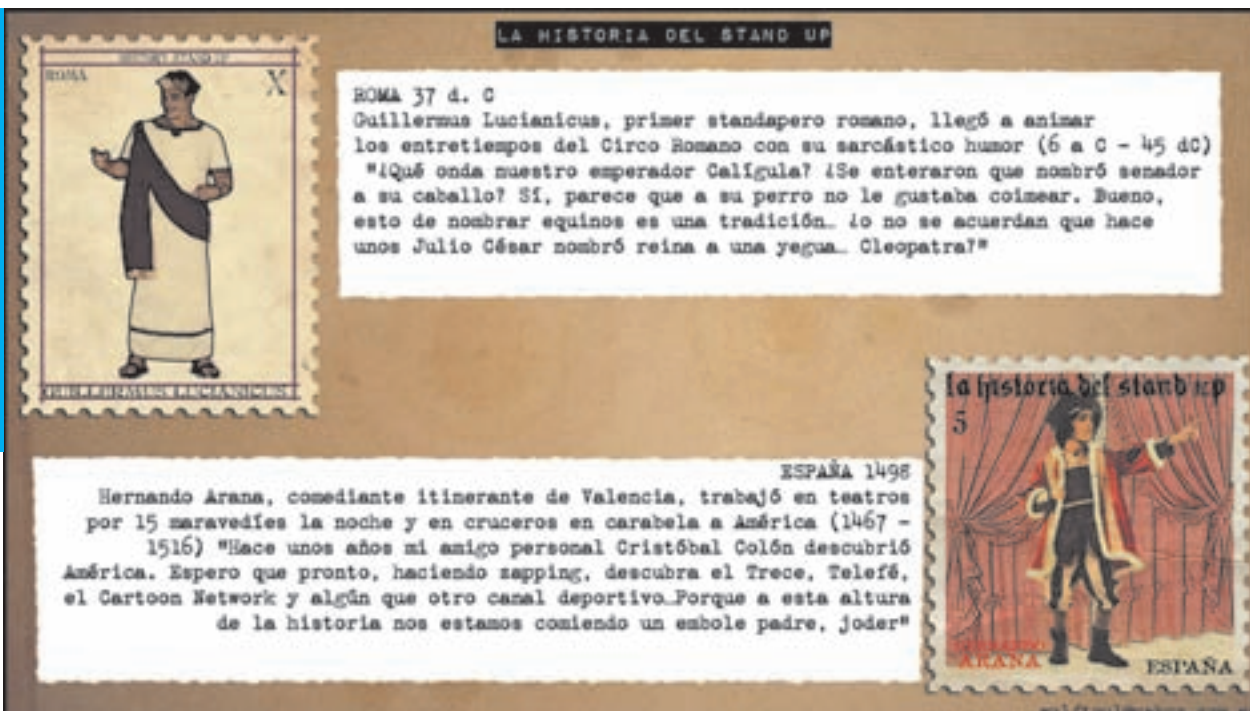 LA HISTORIA DEL STAND UP
HISTORY STAND UP
ROMA
X
GUILLERMUS LUCIANICUS
ROMA 37 d. C
Guillermus Lucianicus, primer standapero romano, llegó a animar
los entretiempos del Circo Romano con su sarcástico humor (6 a C - 45 dC)
"¿Qué onda nuestro emperador Calígula? ¿Se enteraron que nombró senador
a su caballo? Sí, parece que a su perro no le gustaba coimear. Bueno,
esto de nombrar equinos es una tradición… ¿o no se acuerdan que hace
unos Julio César nombró reina a una yegua… Cleopatra?"
la historia del stand up
5
ARANA
ESPAÑA
ESPAÑA 1498
Hernando Arana, comediante itinerante de Valencia, trabajó en teatros
por 15 maravedíes la noche y en cruceros en carabela a América (1467 -
1516) "Hace unos años mi amigo personal Cristóbal Colón descubrió
América. Espero que pronto, haciendo zapping, descubra el Trece, Telefé,
el Cartoon Network y algún que otro canal deportivo…Porque a esta altura
de la historia nos estamos comiendo un embole padre, joder"